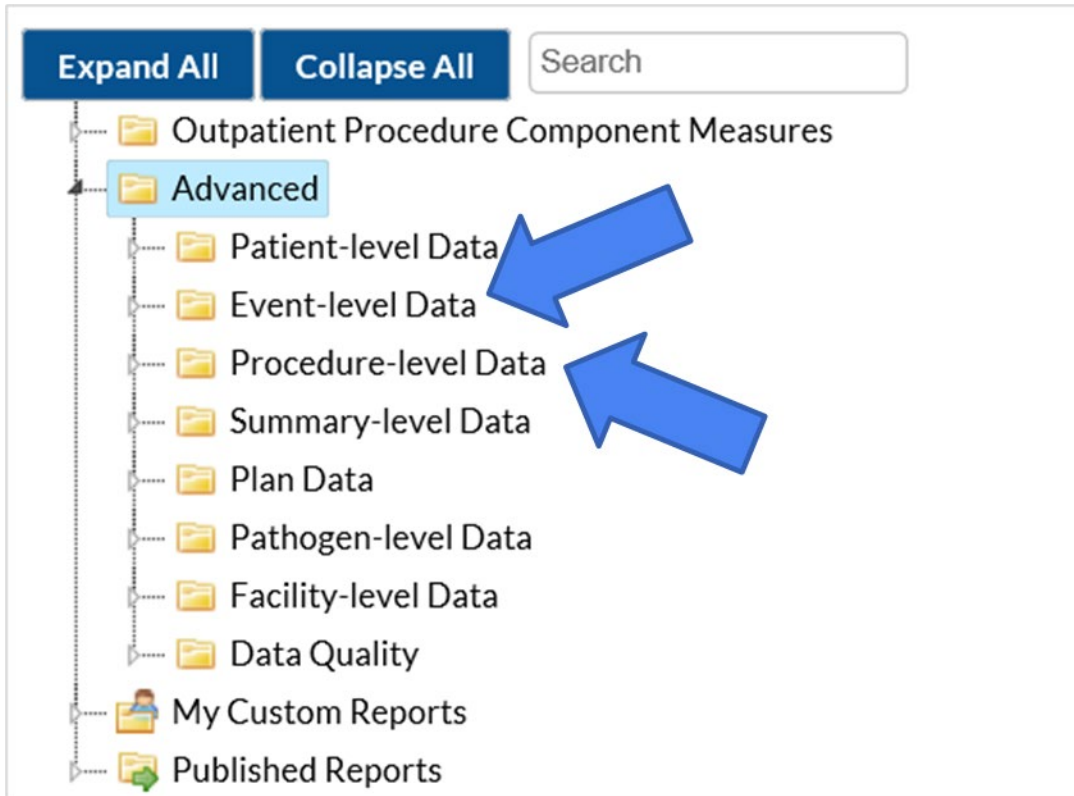 Expand All Collapse All Search
Outpatient Procedure Component Measures
Advanced
Patient-level Data
Event-level Data
Procedure-level Data
Summary-level Data
Plan Data
Pathogen-level Data
Facility-level Data
Data Quality
My Custom Reports
Published Reports